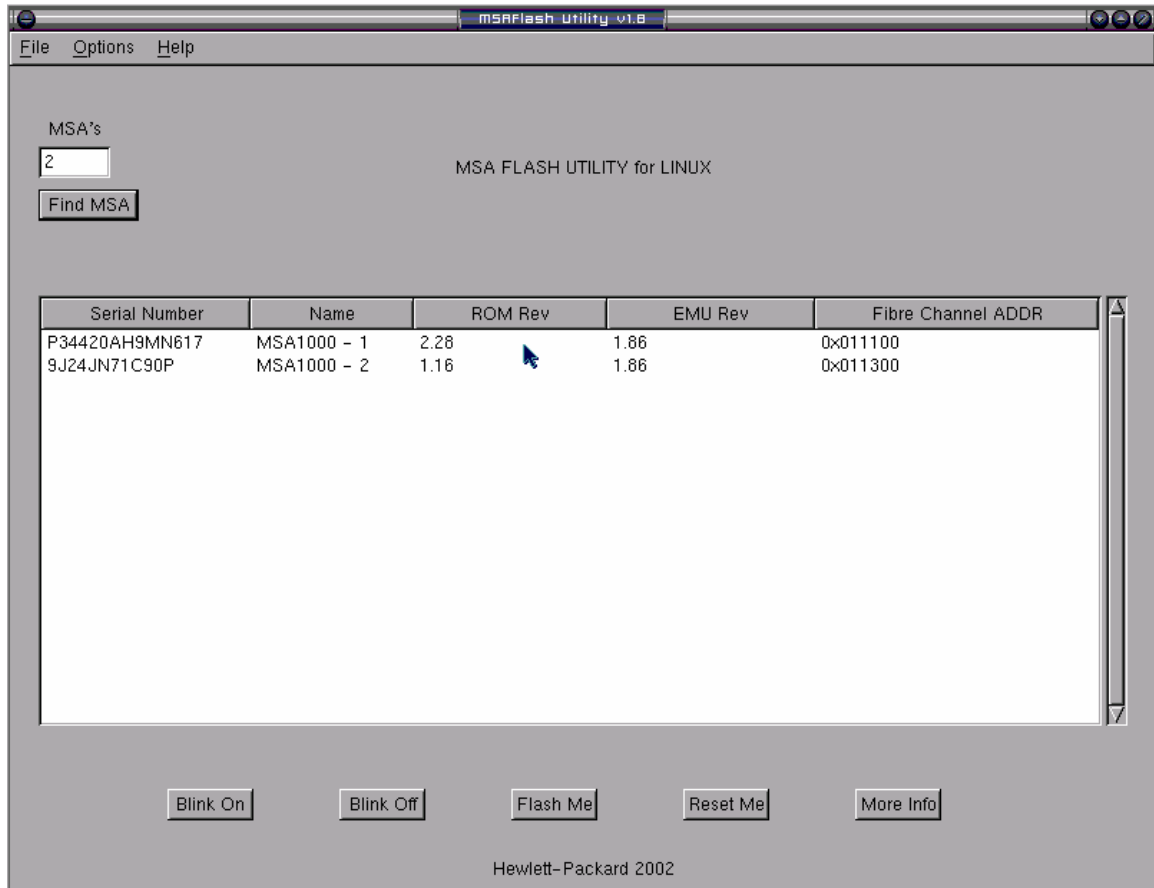 MSAFlash Utility v1.8
File Options Help
MSA's
2
MSA FLASH UTILITY for LINUX
Find MSA
Serial Number Name ROM Rev EMU Rev Fibre Channel ADDR
P34420AH9MN617 MSA1000 - 1 2.28 1.86 0x011100
9J24JN71C90P MSA1000 - 2 1.16 1.86 0x011300
Blink On Blink Off Flash Me Reset Me More Info
Hewlett-Packard 2002